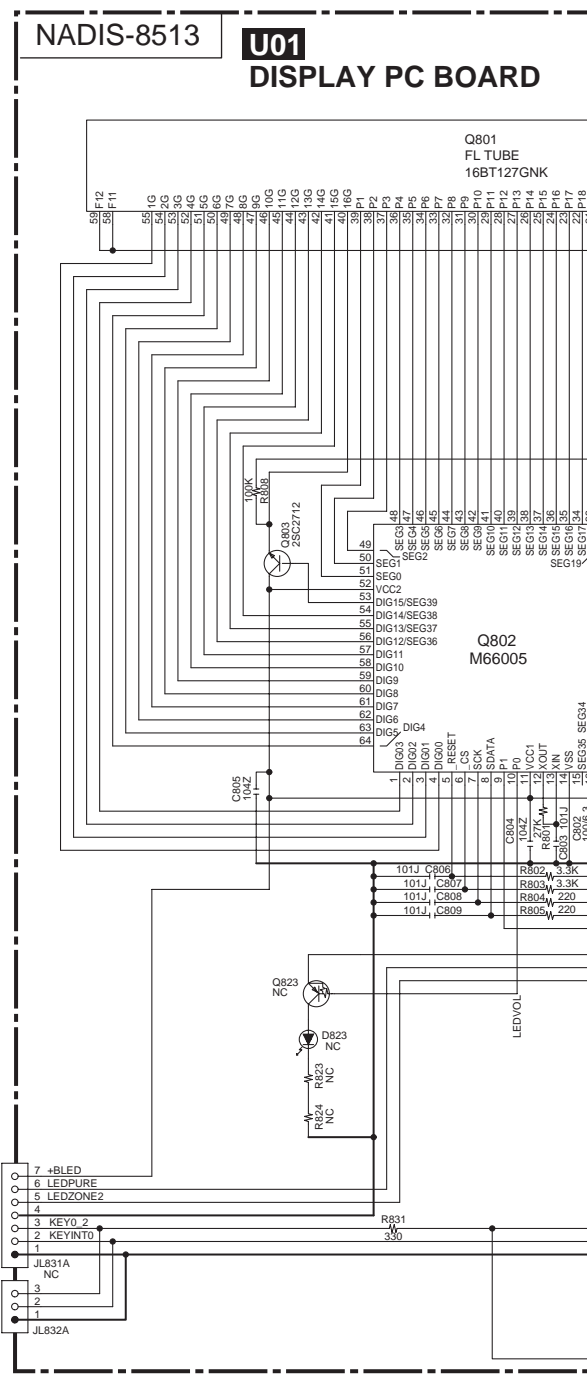 NADIS-8513
U01
DISPLAY PC BOARD
Q801
FL TUBE
16BT127GNK
59 F12
58 F11
55 1G
54 2G
53 3G
52 4G
51 5G
50 6G
49 7G
48 8G
47 9G
46 10G
45 11G
44 12G
43 13G
42 14G
41 15G
40 16G
39 P1
38 P2
37 P3
36 P4
35 P5
34 P6
33 P7
32 P8
31 P9
30 P10
29 P11
28 P12
27 P13
26 P14
25 P15
24 P16
23 P17
22 P18
100K
R808
Q803
2SC2712
48 SEG3
47 SEG4
46 SEG5
45 SEG6
44 SEG7
43 SEG8
42 SEG9
41 SEG10
40 SEG11
39 SEG12
38 SEG13
37 SEG14
36 SEG15
35 SEG16
34 SEG17
SEG19
49 SEG2
50 SEG1
51 SEG0
52 VCC2
53 DIG15/SEG39
54 DIG14/SEG38
55 DIG13/SEG37
56 DIG12/SEG36
57 DIG11
58 DIG10
59 DIG9
60 DIG8
61 DIG7
62 DIG6
63 DIG5
64 DIG4
Q802
M66005
1 DIG03
2 DIG02
3 DIG01
4 DIG00
5 _RESET
6 _CS
7 SCK
8 SDATA
9 P1
10 P0
11 VCC1
12 XOUT
13 XIN
14 VSS
15 SEG35
SEG34
C805
104Z
C804
104Z
27K
R801
C803 101J
C802
101J C806
101J C807
101J C808
101J C809
R802 3.3K
R803 3.3K
R804 220
R805 220
Q823
NC
D823
NC
R823
NC
R824
NC
LEDVOL
7 +BLED
6 LEDPURE
5 LEDZONE2
4
3 KEY0_2
2 KEYINT0
1
JL831A
NC
R831
330
3
2
1
JL832A